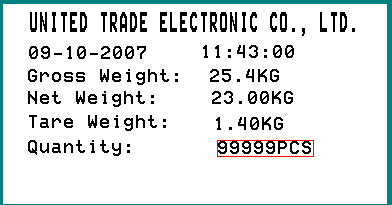 UNITED TRADE ELECTRONIC CO., LTD.
09-10-2007 11:43:00
Gross Weight: 25.4KG
Net Weight: 23.00KG
Tare Weight: 1.40KG
Quantity: 99999PCS